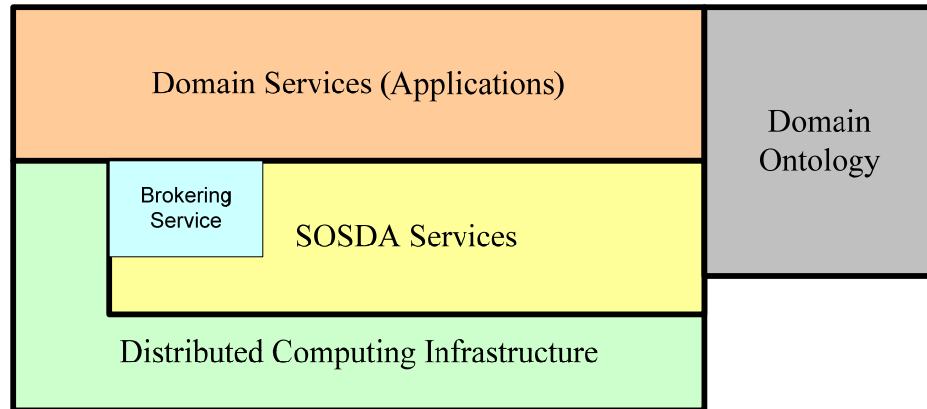 Domain Services (Applications)
Domain
Ontology
Brokering
Service
SOSDA Services
Distributed Computing Infrastructure